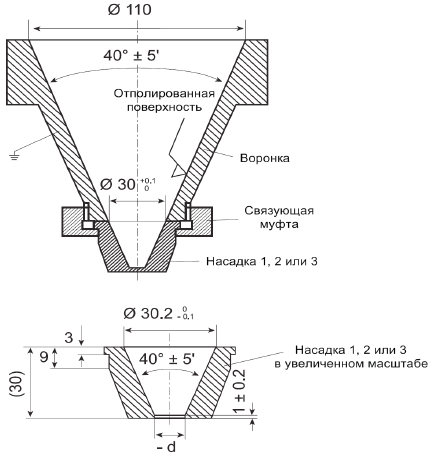 Ø 110
40° ± 5'
Отполированная
поверхность
Воронка
Ø 30 +0,1 0
Связующая
муфта
Насадка 1, 2 или 3
Ø 30.2 0 -0,1
3
9
(30)
40° ± 5'
Насадка 1, 2 или 3
в увеличенном масштабе
1 ± 0.2
- d